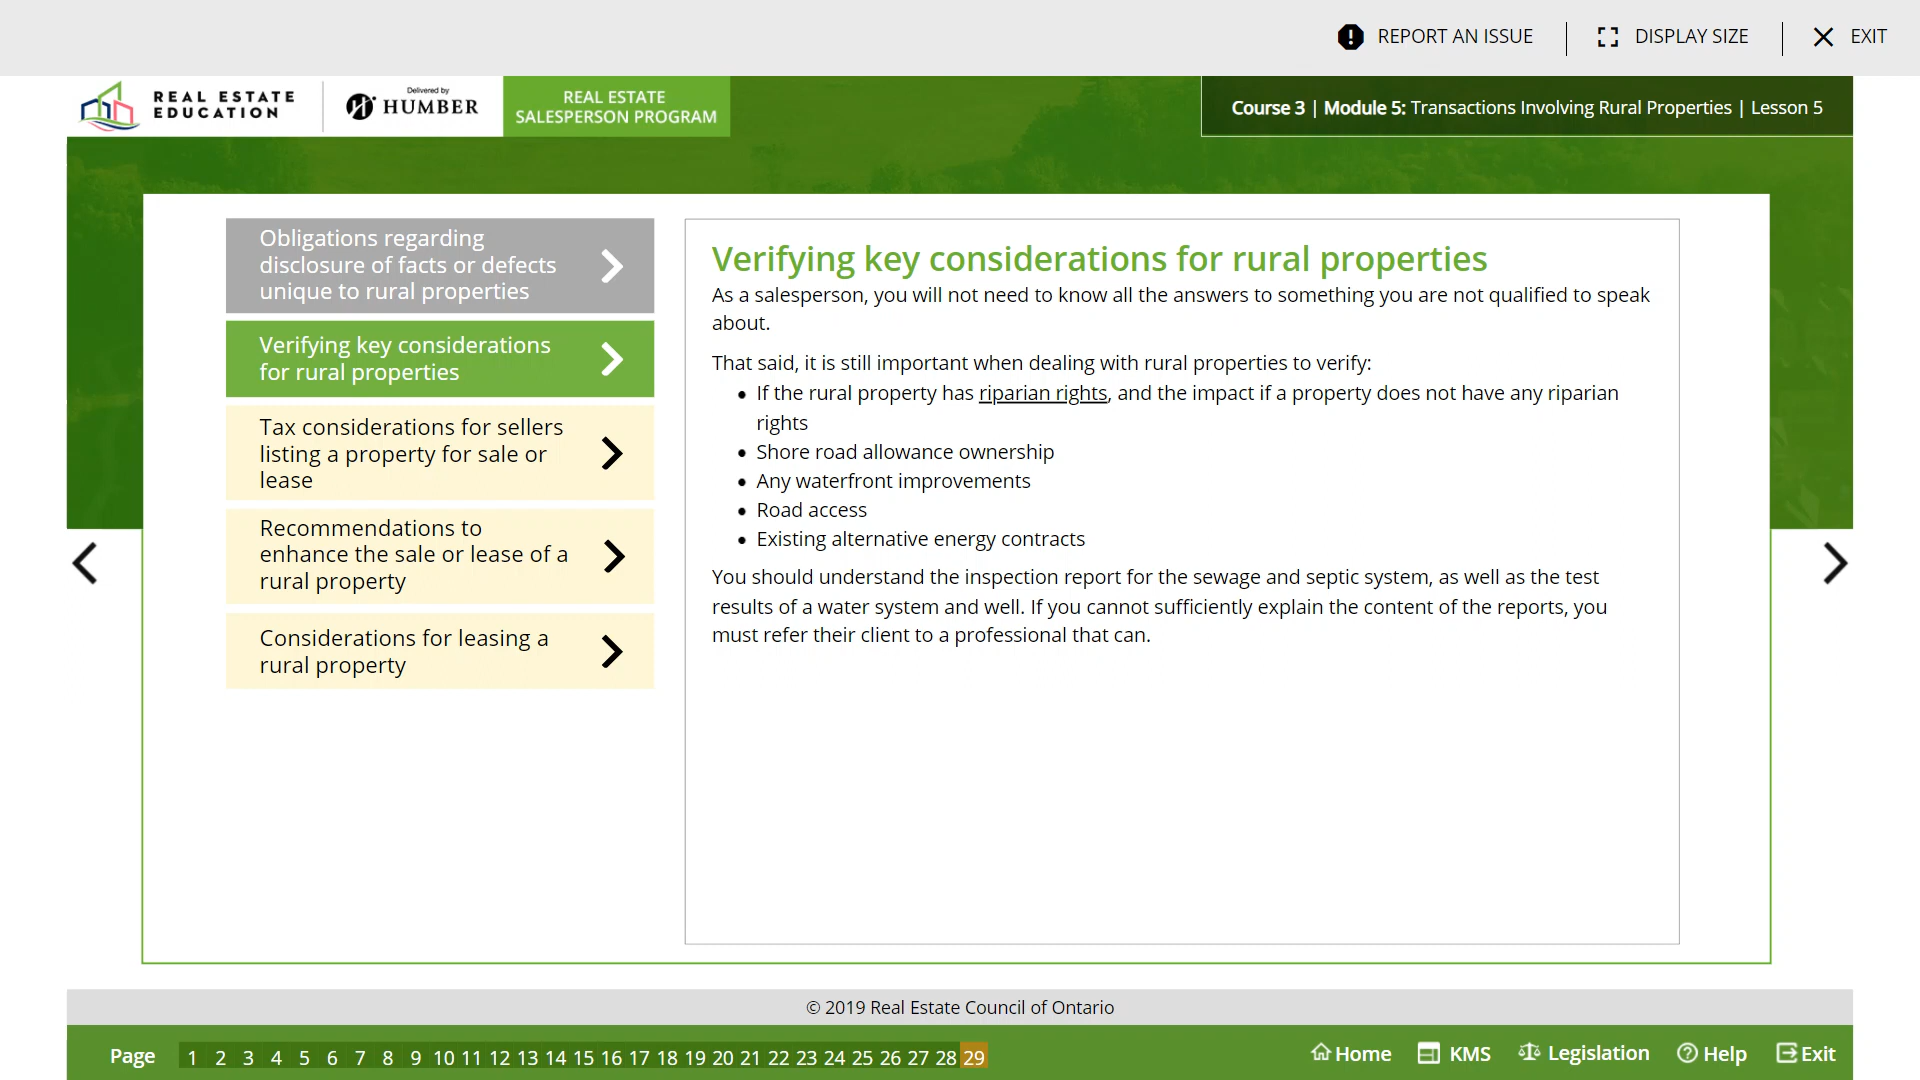 REPORT AN ISSUE
DISPLAY SIZE
EXIT
REAL ESTATE
EDUCATION
Delivered by
HUMBER
REAL ESTATE
SALESPERSON PROGRAM
Course 3 | Module 5: Transactions Involving Rural Properties | Lesson 5
Obligations regarding
disclosure of facts or defects
unique to rural properties
Verifying key considerations
for rural properties
Tax considerations for sellers
listing a property for sale or
lease
Recommendations to
enhance the sale or lease of a
rural property
Considerations for leasing a
rural property
Verifying key considerations for rural properties
As a salesperson, you will not need to know all the answers to something you are not qualified to speak
about.
That said, it is still important when dealing with rural properties to verify:
• If the rural property has riparian rights, and the impact if a property does not have any riparian
rights
• Shore road allowance ownership
• Any waterfront improvements
• Road access
• Existing alternative energy contracts
You should understand the inspection report for the sewage and septic system, as well as the test
results of a water system and well. If you cannot sufficiently explain the content of the reports, you
must refer their client to a professional that can.
© 2019 Real Estate Council of Ontario
Page 1 2 3 4 5 6 7 8 9 10 11 12 13 14 15 16 17 18 19 20 21 22 23 24 25 26 27 28 29
Home KMS Legislation Help Exit